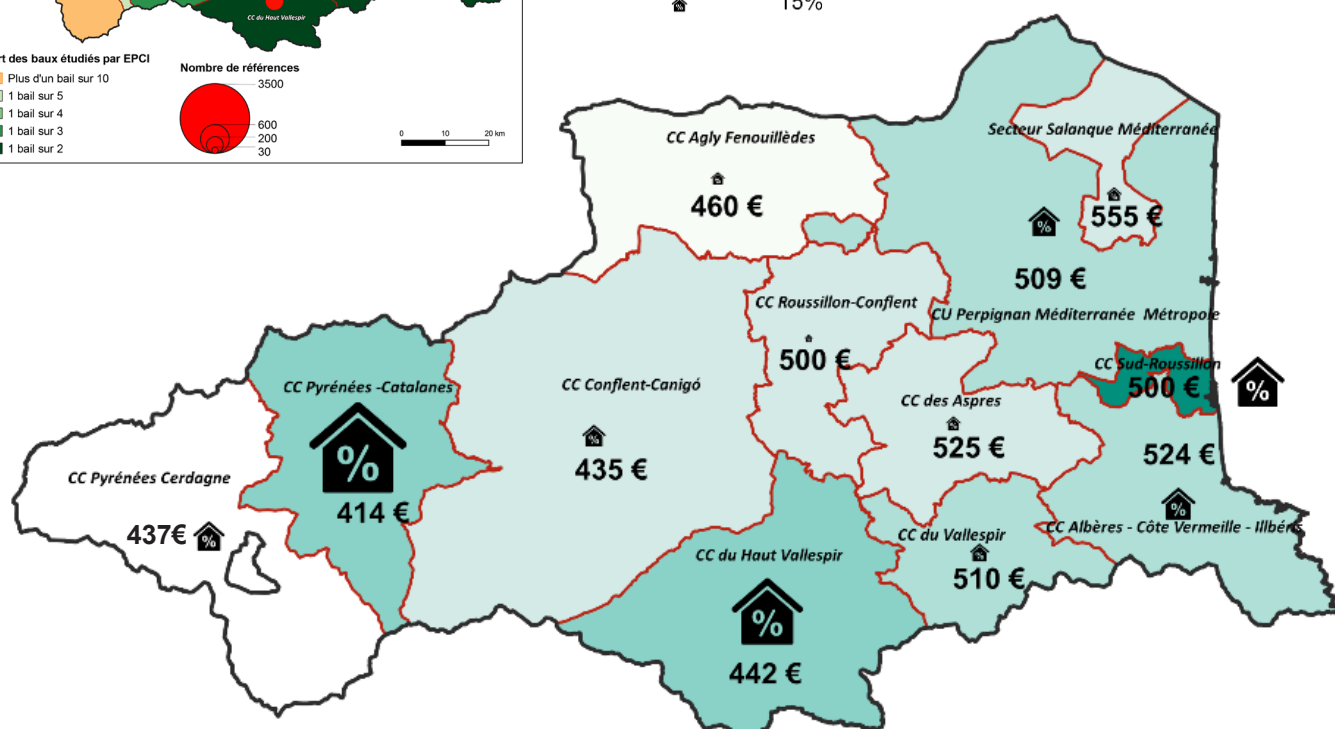 CC du Haut Vallespir
15%
rt des baux étudiés par EPCI
Plus d'un bail sur 10
1 bail sur 5
1 bail sur 4
1 bail sur 3
1 bail sur 2
Nombre de références
3500
600
200
30
0 10 20 km
CC Agly Fenouillèdes
%
460 €
Secteur Salanque Méditerranée
%
555 €
%
509 €
CU Perpignan Méditerranée Métropole
CC Roussillon-Conflent
500 €
CC Sud-Roussillon
500 €
%
CC Pyrénées -Catalanes
%
414 €
CC Conflent-Canigó
%
435 €
CC des Aspres
%
525 €
524 €
%
CC Albères - Côte Vermeille - Illbéris
CC Pyrénées Cerdagne
437€ %
CC du Vallespir
%
510 €
CC du Haut Vallespir
%
442 €